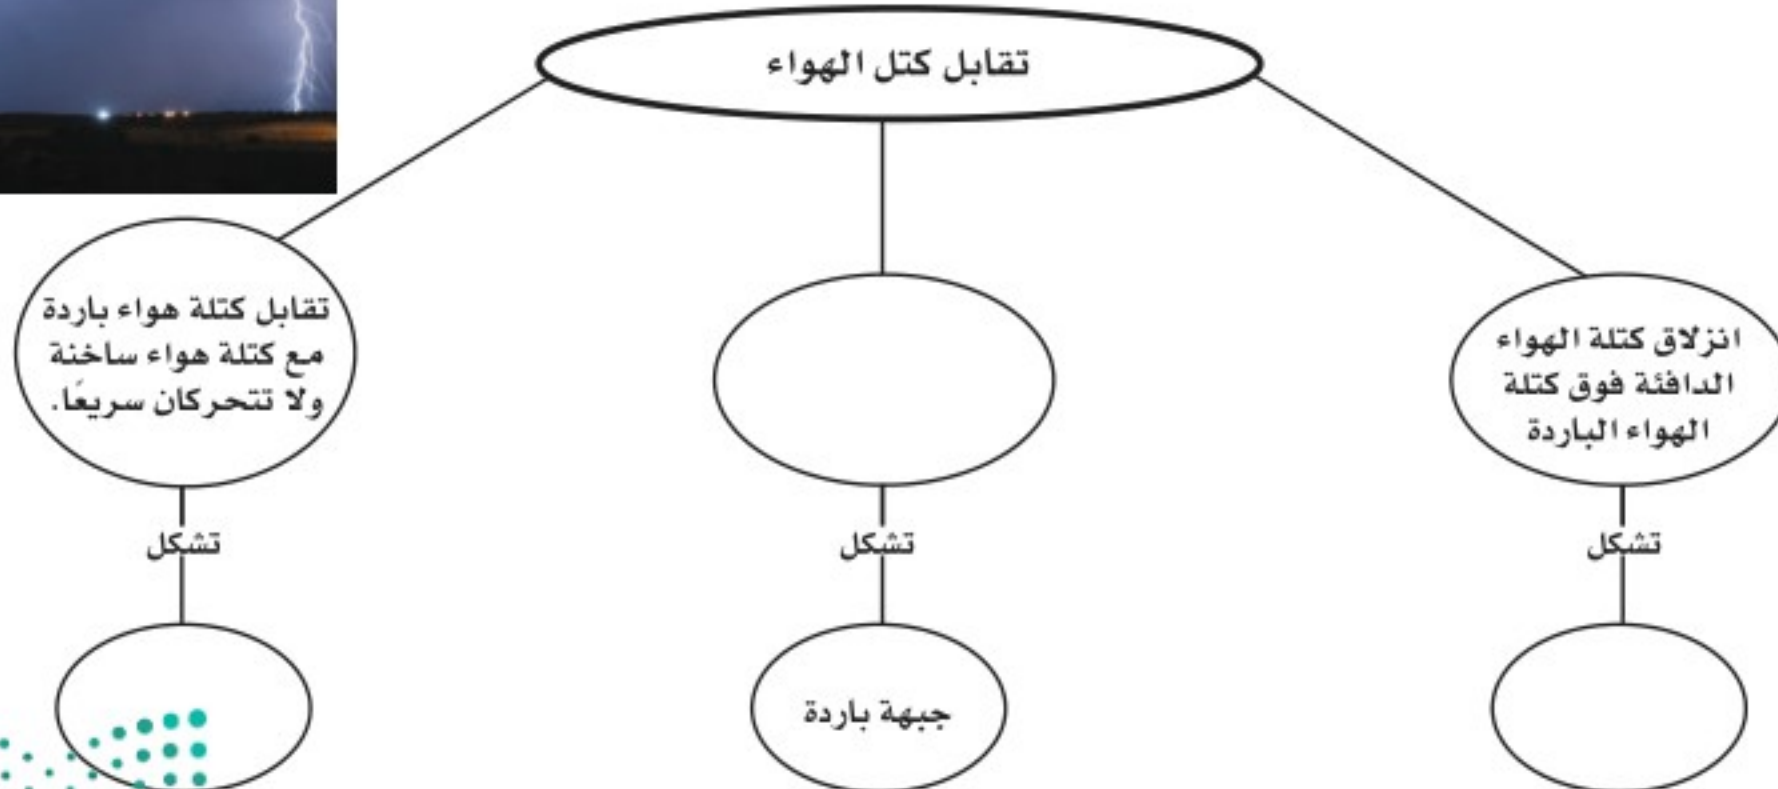 تقابل كتل الهواء
انزلاق كتلة الهواء
الدافئة فوق كتلة
الهواء الباردة
تقابل كتلة هواء باردة
مع كتلة هواء ساخنة
ولا تتحركان سريعًا.
تشكل
تشكل
تشكل
جبهة باردة